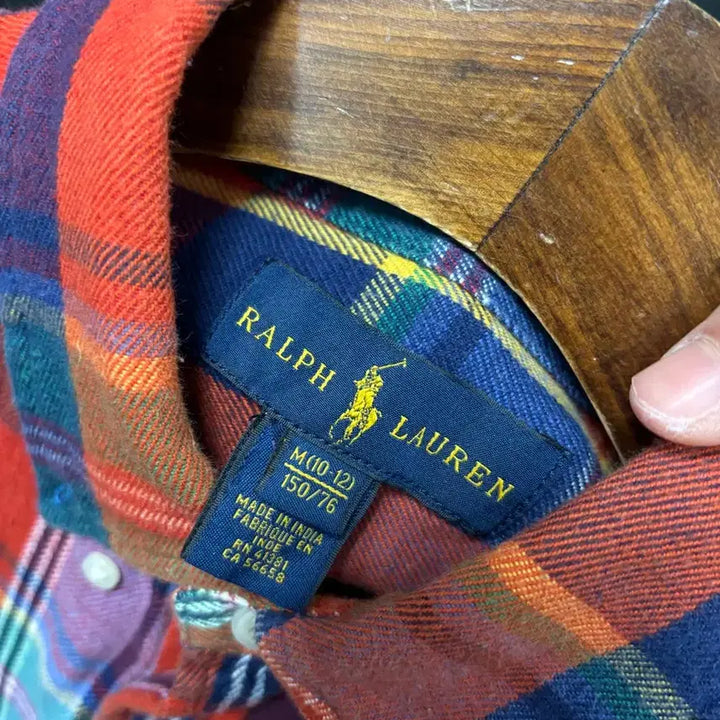 RALPH LAUREN
M(10-12)
150/76
MADE IN INDIA
FABRIQUE EN
INDE
RN 41381
CA 56658